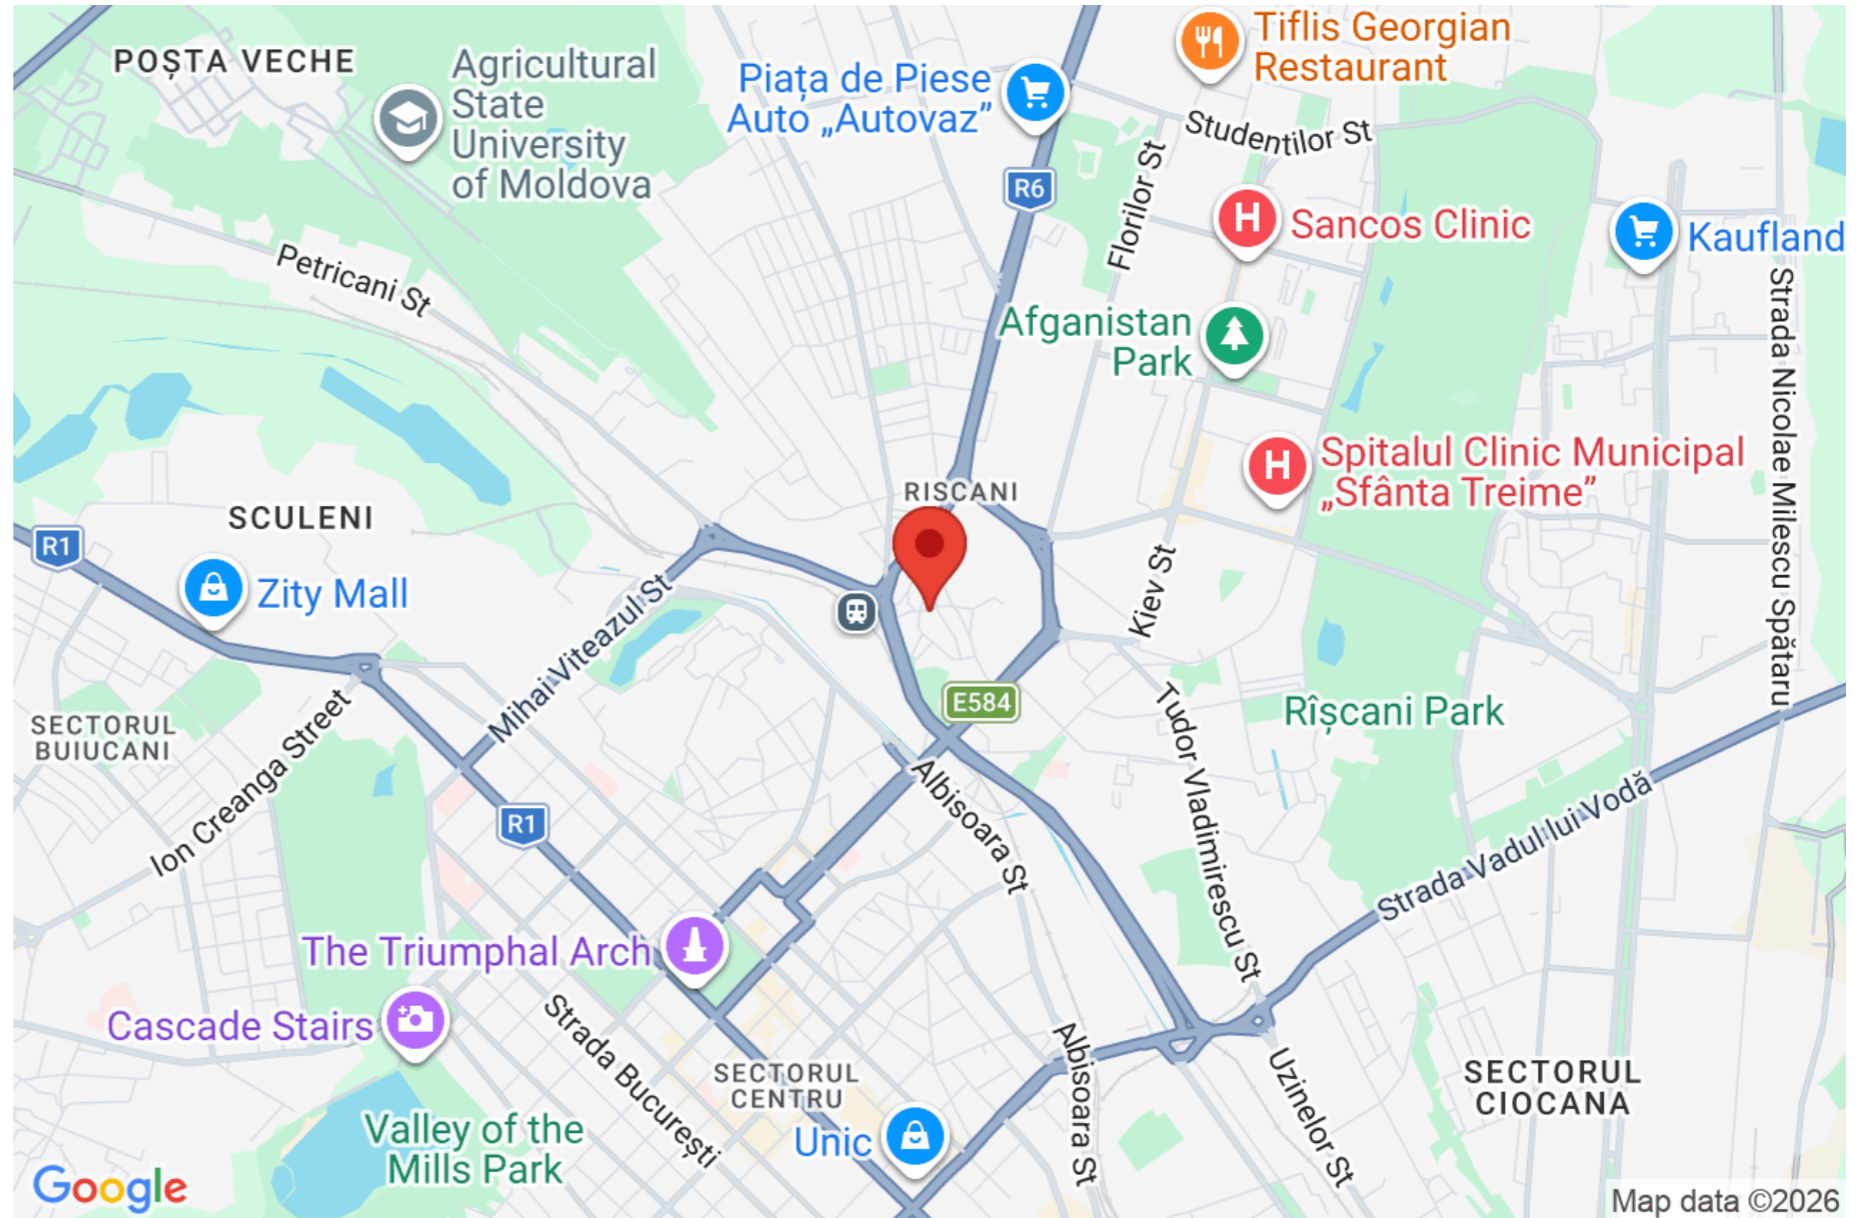 Tiflis Georgian
Restaurant
POȘTA VECHE
Agricultural
State
University
of Moldova
Piața de Piese
Auto „Autovaz”
Studentilor St
R6
Florilor St
Sancos Clinic
Kaufland
Petricani St
Afganistan
Park
Strada Nicolae Milescu Spătaru
Spitalul Clinic Municipal
„Sfânta Treime”
RISCANI
SCULENI
R1
Zity Mall
Mihai Viteazul St
Kiev St
E584
Rîșcani Park
SECTORUL
BUIUCANI
Ion Creanga Street
Tudor Vladimirescu St
Albisoara St
R1
Strada Vadul lui Vodă
The Triumphal Arch
Cascade Stairs
Strada București
SECTORUL
CENTRU
Albisoara St
Uzinelor St
SECTORUL
CIOCANA
Valley of the
Mills Park
Unic
Google
Map data ©2026